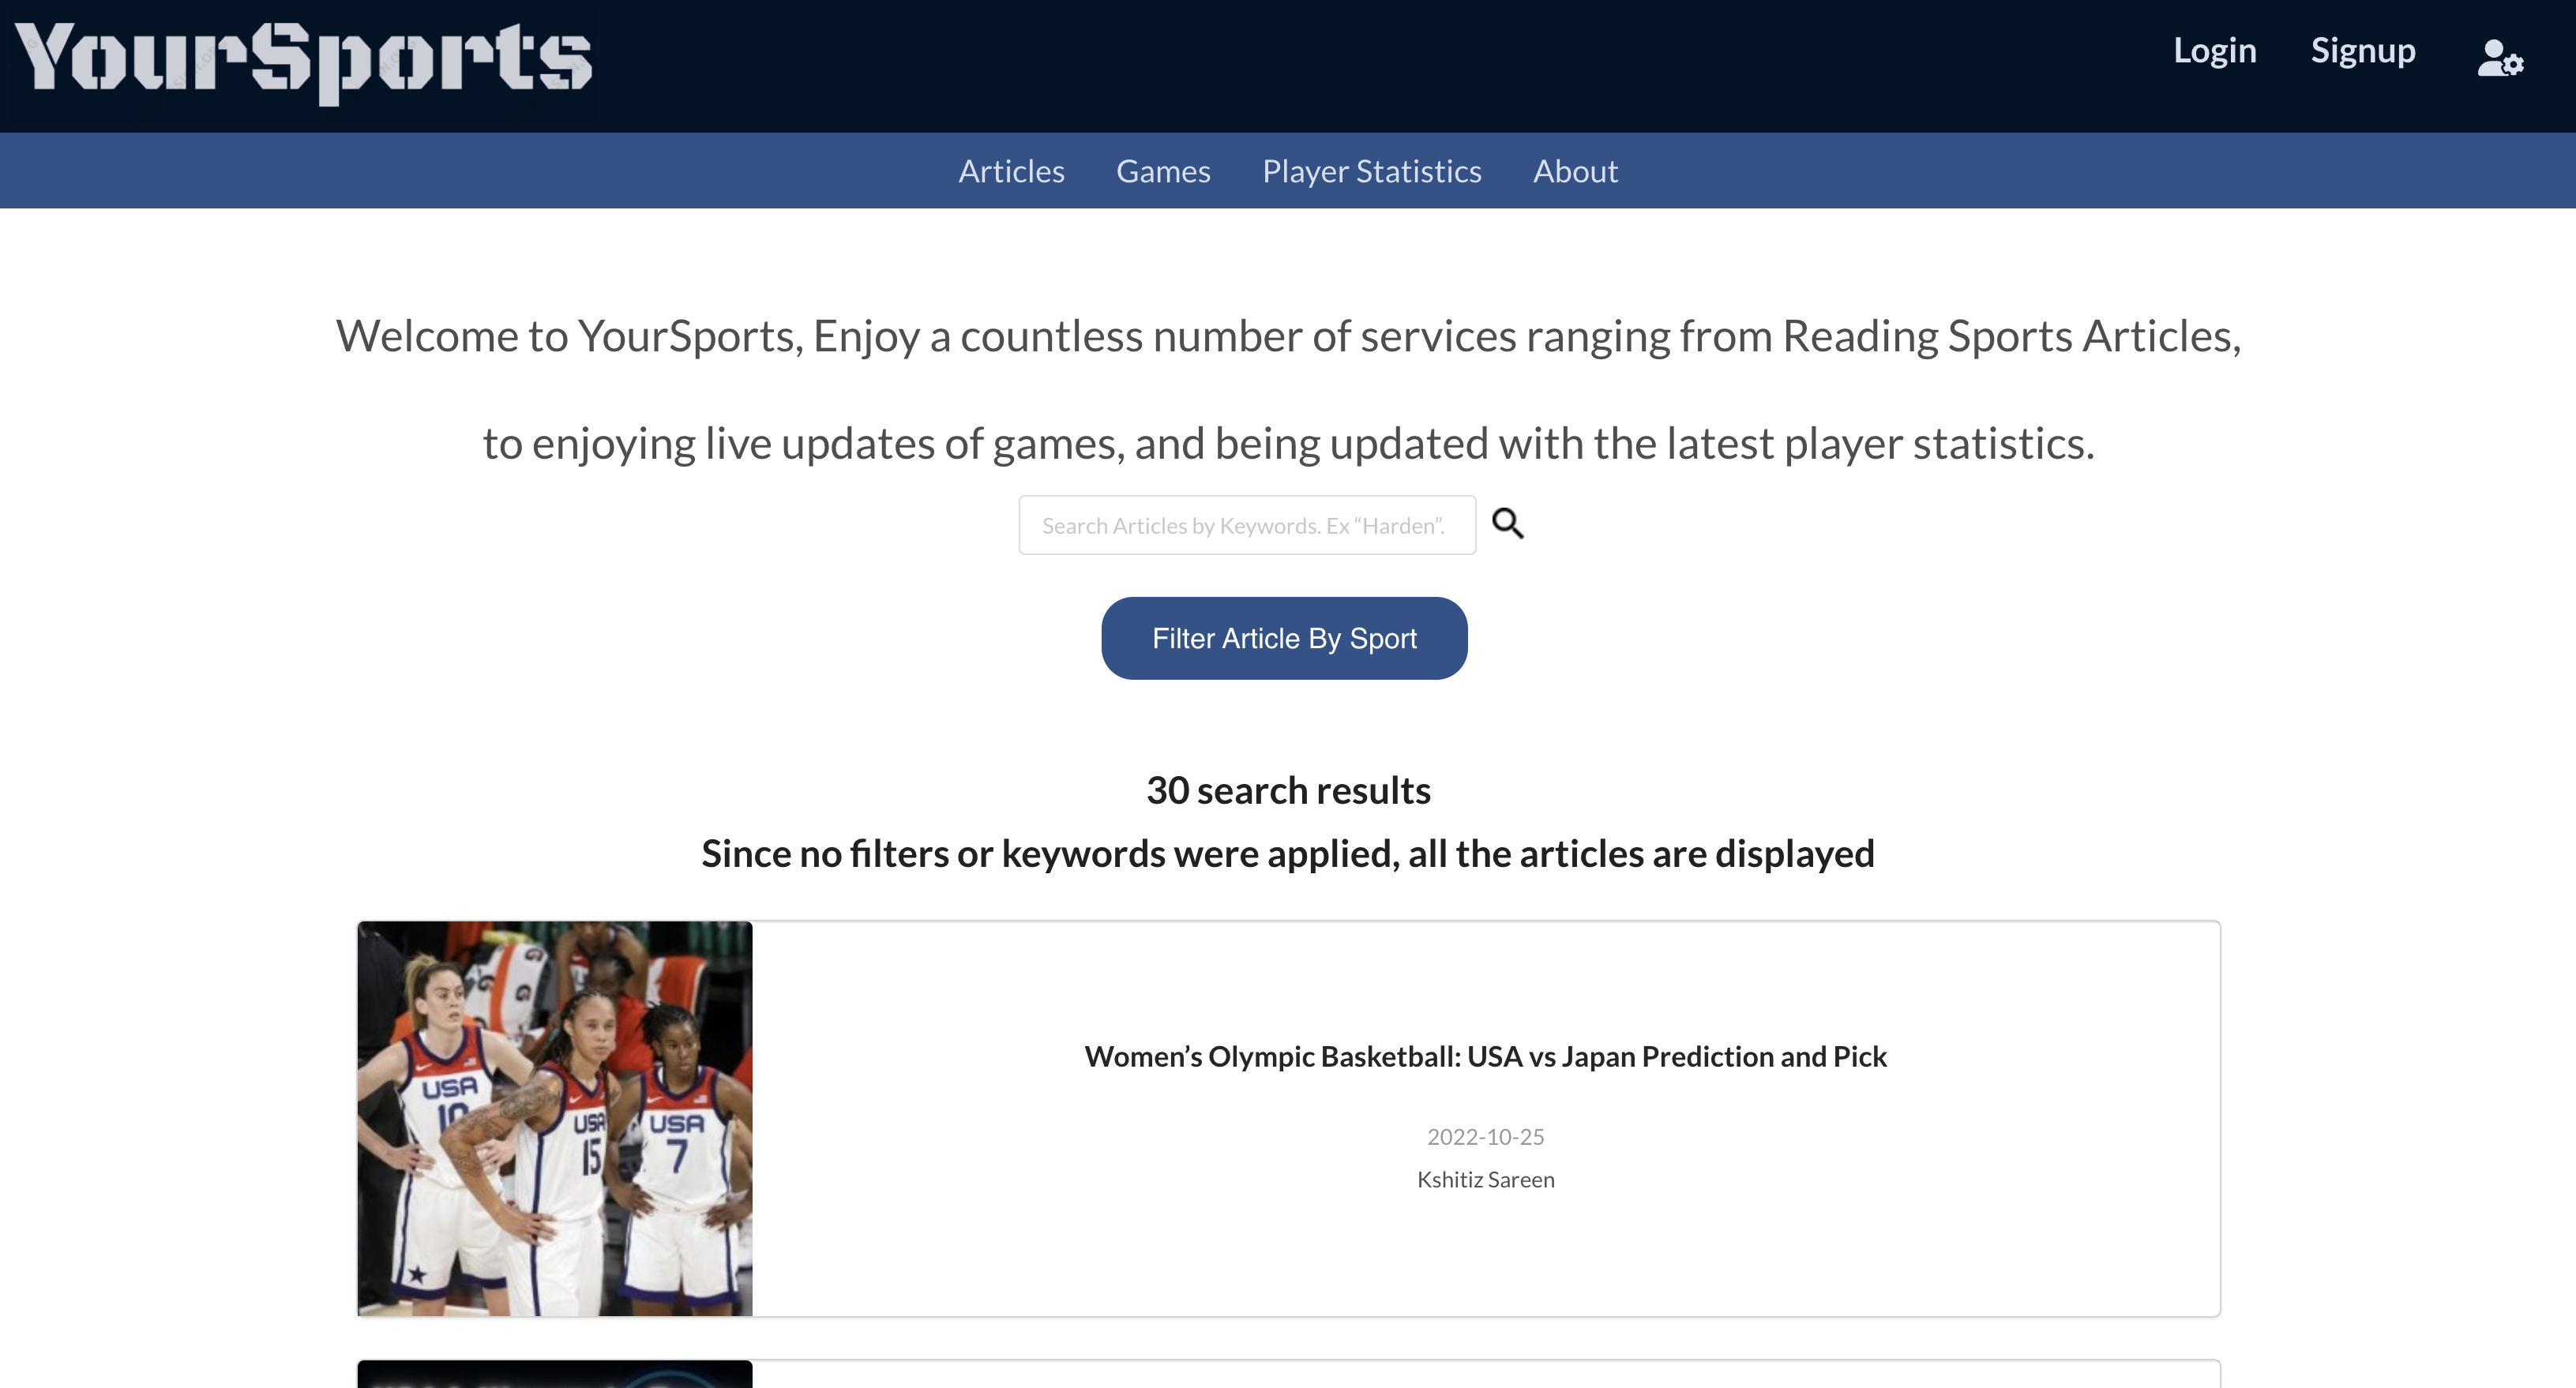 YourSports
Login Signup
Articles Games Player Statistics About
Welcome to YourSports, Enjoy a countless number of services ranging from Reading Sports Articles,
to enjoying live updates of games, and being updated with the latest player statistics.
Search Articles by Keywords. Ex “Harden”.
Filter Article By Sport
30 search results
Since no filters or keywords were applied, all the articles are displayed
USA
USA
15
USA
7
Women’s Olympic Basketball: USA vs Japan Prediction and Pick
2022-10-25
Kshitiz Sareen